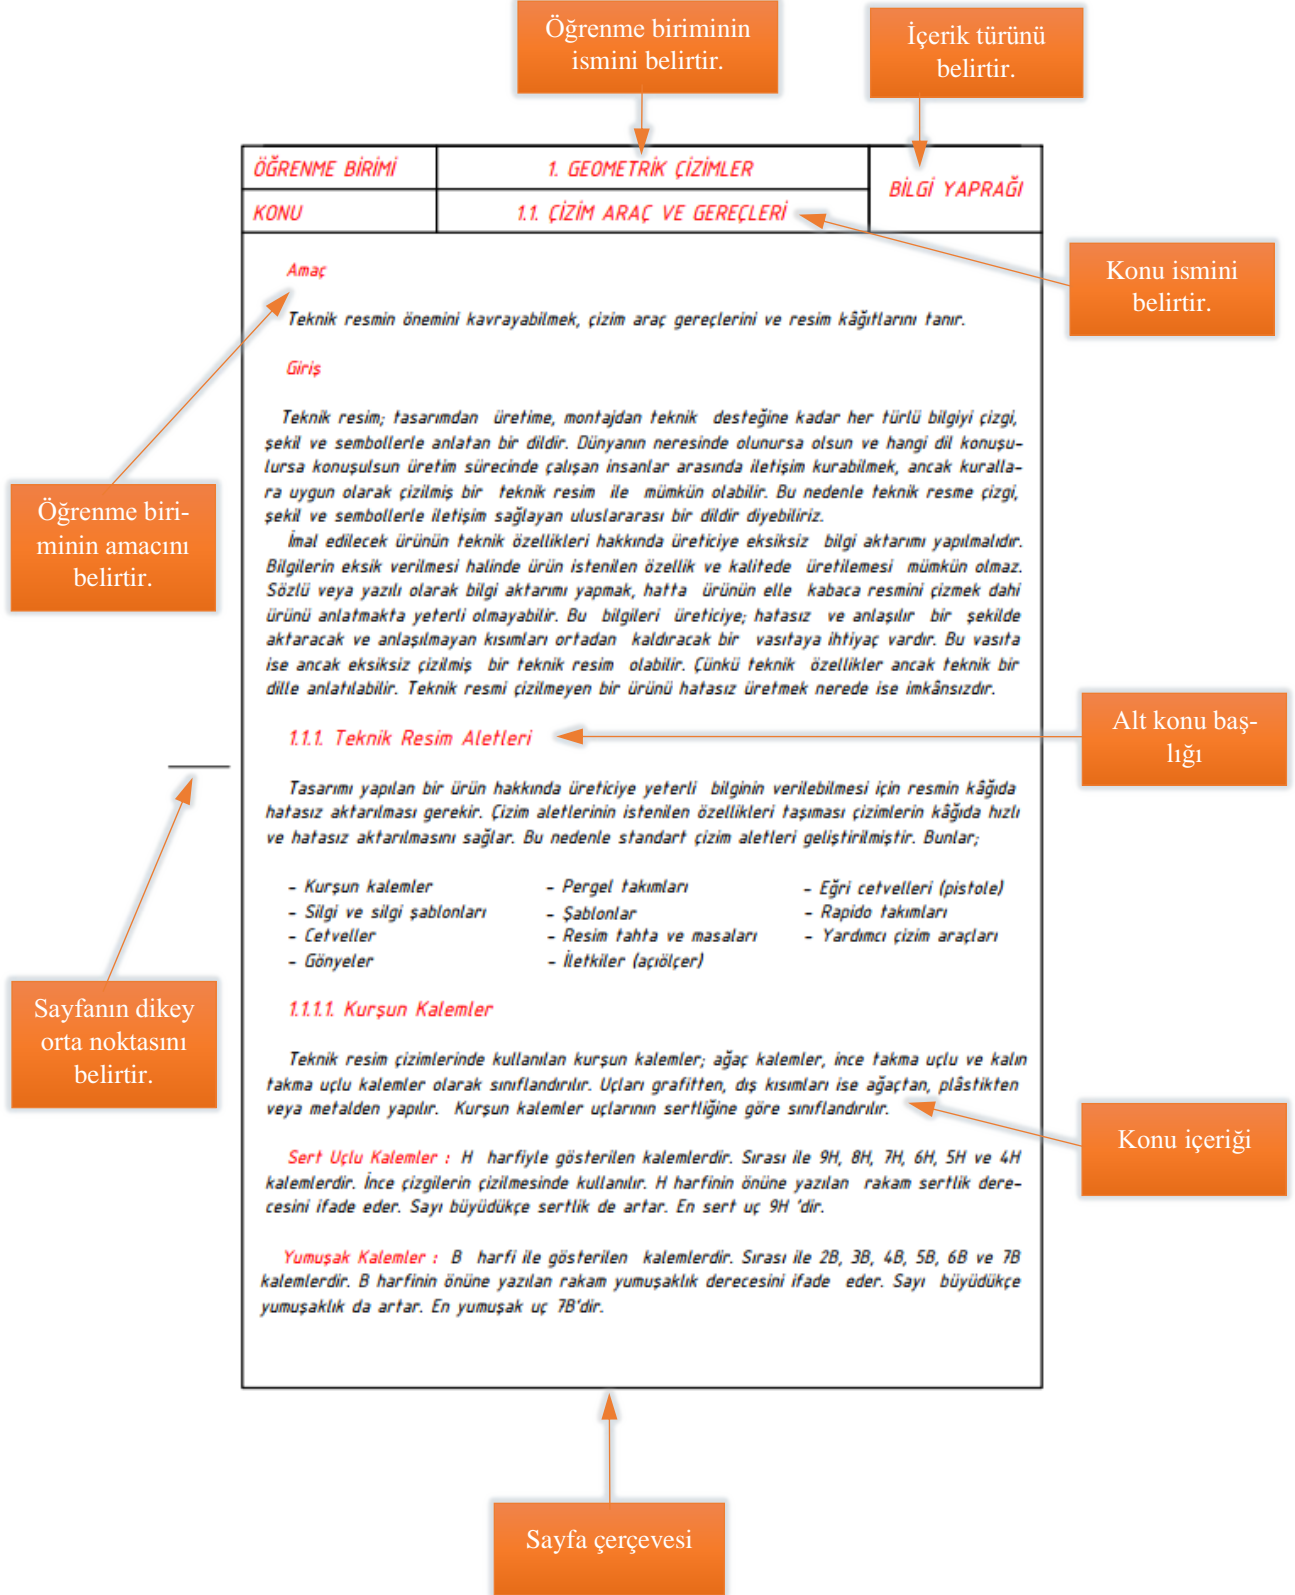 Öğrenme biriminin
ismini belirtir.
İçerik türünü
belirtir.
ÖĞRENME BİRİMİ
1. GEOMETRİK ÇİZİMLER
BİLGİ YAPRAĞI
KONU
1.1. ÇİZİM ARAÇ VE GEREÇLERİ
Konu ismini
belirtir.
Amaç
Teknik resmin önemini kavrayabilmek, çizim araç gereçlerini ve resim kâğıtlarını tanır.
Giriş
Teknik resim; tasarımdan üretime, montajdan teknik desteğine kadar her türlü bilgiyi çizgi,
şekil ve sembollerle anlatan bir dildir. Dünyanın neresinde olunursa olsun ve hangi dil konuşu-
lursa konuşulsun üretim sürecinde çalışan insanlar arasında iletişim kurabilmek, ancak kuralla-
ra uygun olarak çizilmiş bir teknik resim ile mümkün olabilir. Bu nedenle teknik resme çizgi,
şekil ve sembollerle iletişim sağlayan uluslararası bir dildir diyebiliriz.
Öğrenme biri-
minin amacını
belirtir.
İmal edilecek ürünün teknik özellikleri hakkında üreticiye eksiksiz bilgi aktarımı yapılmalıdır.
Bilgilerin eksik verilmesi halinde ürün istenilen özellik ve kalitede üretilemesi mümkün olmaz.
Sözlü veya yazılı olarak bilgi aktarımı yapmak, hatta ürünün elle kabaca resmini çizmek dahi
ürünü anlatmakta yeterli olmayabilir. Bu bilgileri üreticiye; hatasız ve anlaşılır bir şekilde
aktaracak ve anlaşılmayan kısımları ortadan kaldıracak bir vasıtaya ihtiyaç vardır. Bu vasıta
ise ancak eksiksiz çizilmiş bir teknik resim olabilir. Çünkü teknik özellikler ancak teknik bir
dille anlatılabilir. Teknik resmi çizilmeyen bir ürünü hatasız üretmek nerede ise imkânsızdır.
1.1.1. Teknik Resim Aletleri
Alt konu baş-
lığı
Tasarımı yapılan bir ürün hakkında üreticiye yeterli bilginin verilebilmesi için resmin kâğıda
hatasız aktarılması gerekir. Çizim aletlerinin istenilen özellikleri taşıması çizimlerin kâğıda hızlı
ve hatasız aktarılmasını sağlar. Bu nedenle standart çizim aletleri geliştirilmiştir. Bunlar;
- Kurşun kalemler
- Silgi ve silgi şablonları
- Cetveller
- Gönyeler
- Pergel takımları
- Şablonlar
- Resim tahta ve masaları
- İletkiler (açıölçer)
- Eğri cetvelleri (pistole)
- Rapido takımları
- Yardımcı çizim araçları
Sayfanın dikey
orta noktasını
belirtir.
1.1.1.1. Kurşun Kalemler
Teknik resim çizimlerinde kullanılan kurşun kalemler; ağaç kalemler, ince takma uçlu ve kalın
takma uçlu kalemler olarak sınıflandırılır. Uçları grafitten, dış kısımları ise ağaçtan, plâstikten
veya metalden yapılır. Kurşun kalemler uçlarının sertliğine göre sınıflandırılır.
Konu içeriği
Sert Uçlu Kalemler : H harfiyle gösterilen kalemlerdir. Sırası ile 9H, 8H, 7H, 6H, 5H ve 4H
kalemlerdir. İnce çizgilerin çizilmesinde kullanılır. H harfinin önüne yazılan rakam sertlik dere-
cesini ifade eder. Sayı büyüdükçe sertlik de artar. En sert uç 9H 'dir.
Yumuşak Kalemler : B harfi ile gösterilen kalemlerdir. Sırası ile 2B, 3B, 4B, 5B, 6B ve 7B
kalemlerdir. B harfinin önüne yazılan rakam yumuşaklık derecesini ifade eder. Sayı büyüdükçe
yumuşaklık da artar. En yumuşak uç 7B'dir.
Sayfa çerçevesi